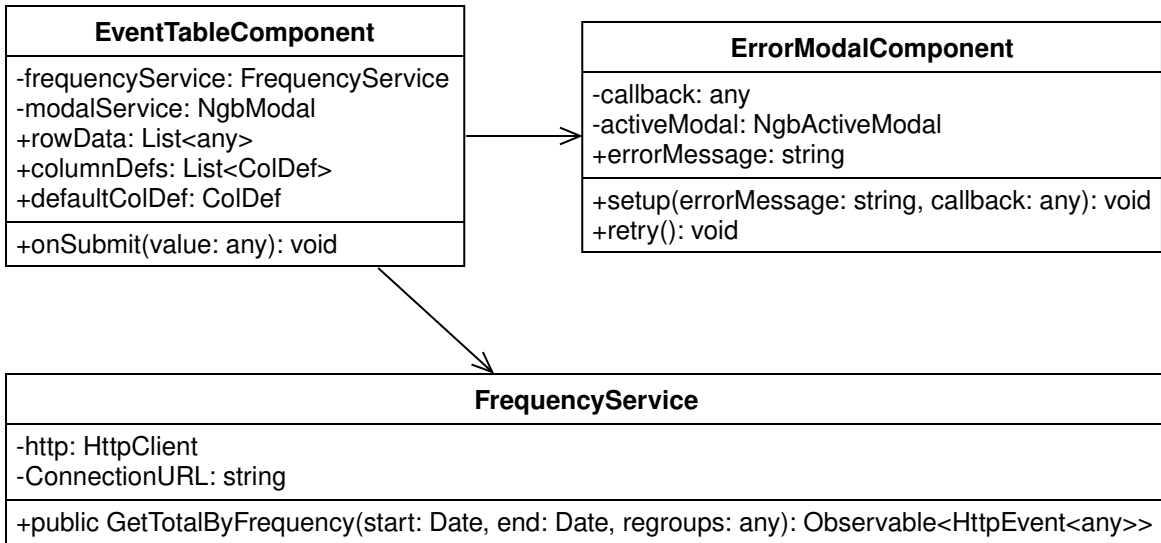 EventTableComponent
-frequencyService: FrequencyService
-modalService: NgbModal
+rowData: List<any>
+columnDefs: List<ColDef>
+defaultColDef: ColDef
+onSubmit(value: any): void
ErrorModalComponent
-callback: any
-activeModal: NgbActiveModal
+errorMessage: string
+setup(errorMessage: string, callback: any): void
+retry(): void
FrequencyService
-http: HttpClient
-ConnectionURL: string
+public GetTotalByFrequency(start: Date, end: Date, regroups: any): Observable<HttpEvent<any>>